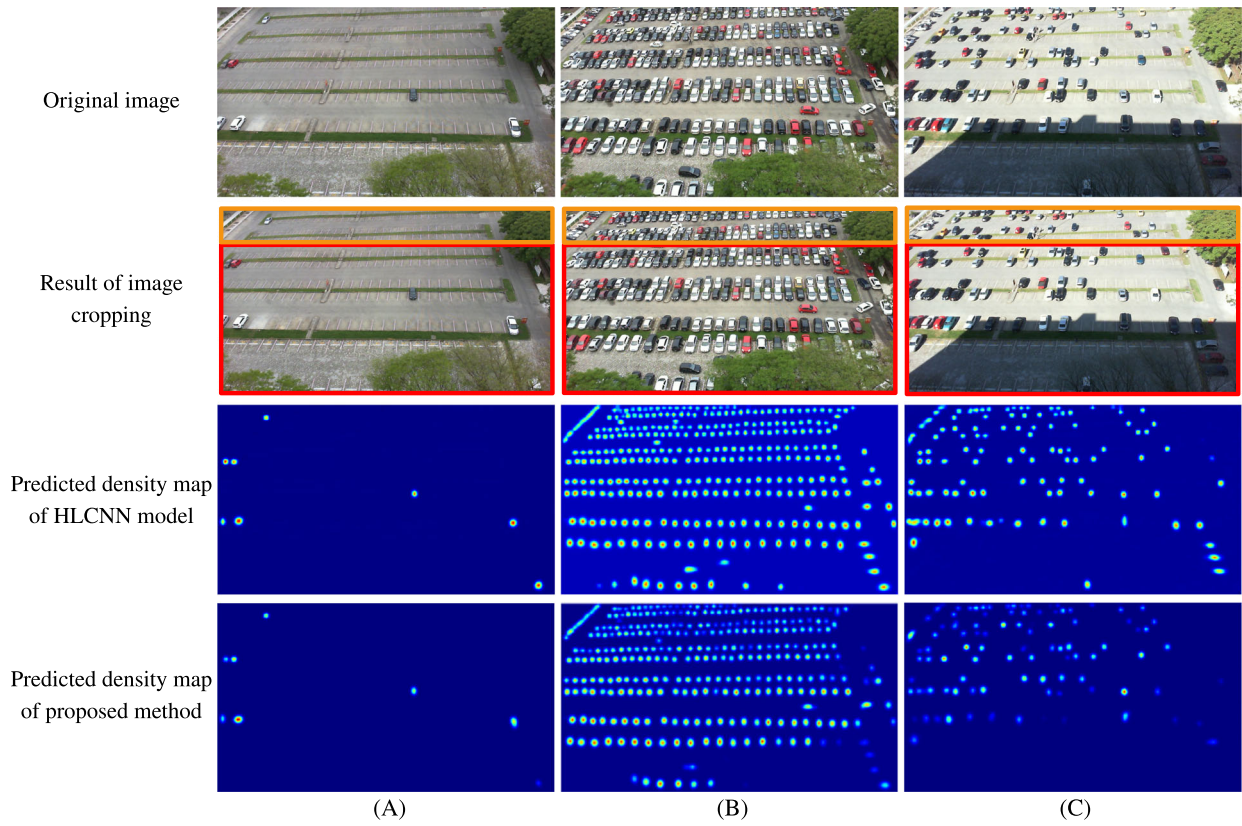 Original image
Result of image
cropping
Predicted density map
of HLCNN model
Predicted density map
of proposed method
(A)
(B)
(C)